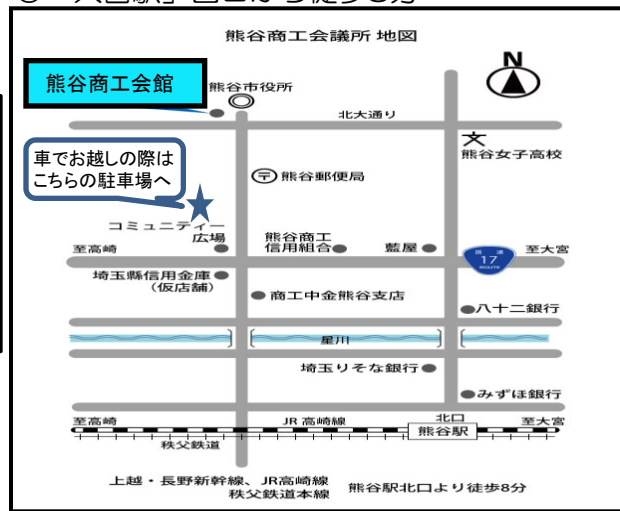 熊谷商工会議所 地図
N
熊谷商工会館
熊谷市役所
北大通り
車でお越しの際は
こちらの駐車場へ
文
熊谷女子高校
〒熊谷郵便局
コミュニティー
広場
熊谷商工
信用組合
藍屋
至高崎
国道
17
ROUTE
至大宮
埼玉縣信用金庫
(仮店舗)
商工中金熊谷支店
八十二銀行
星川
埼玉りそな銀行
みずほ銀行
至高崎
JR 高崎線
北口
熊谷駅
至大宮
秩父鉄道
上越・長野新幹線、JR高崎線
秩父鉄道本線
熊谷駅北口より徒歩8分